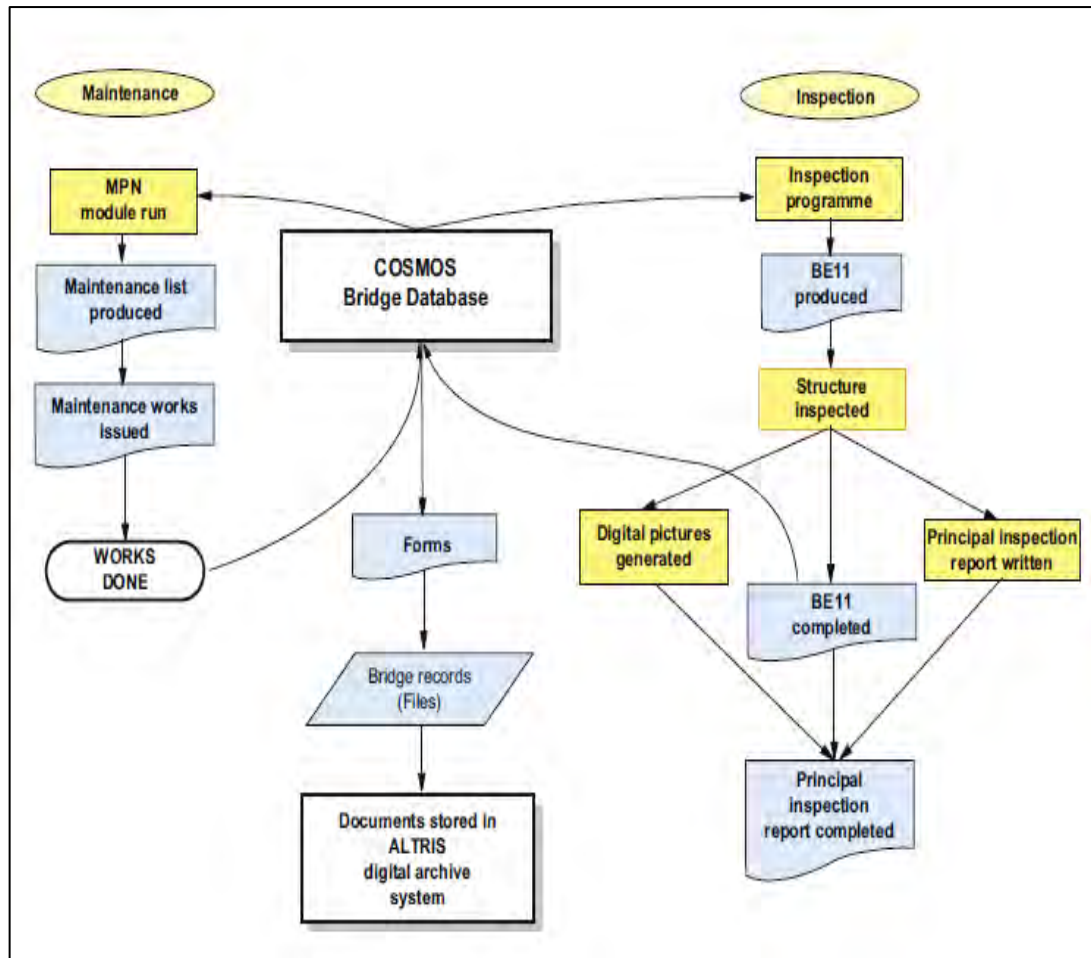 Maintenance
Inspection
MPN
module run
Inspection
programme
COSMOS
Bridge Database
Maintenance list
produced
BE11
produced
Maintenance works
issued
Structure
inspected
WORKS
DONE
Forms
Digital pictures
generated
Principal inspection
report written
BE11
completed
Bridge records
(Files)
Principal
inspection
report completed
Documents stored in
ALTRIS
digital archive
system